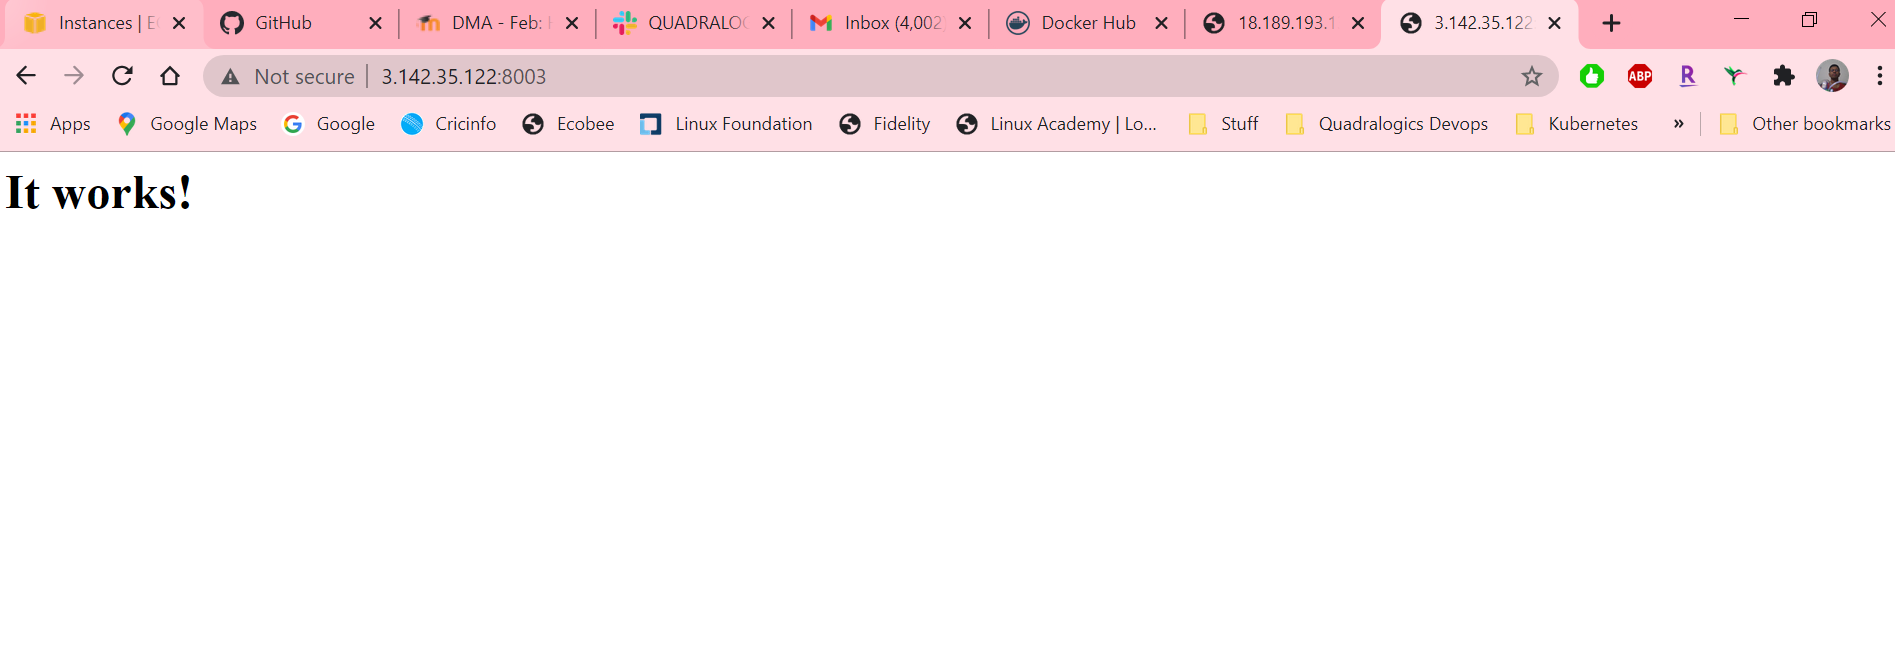 Instances | E GitHub DMA - Feb: QUADRALOG Inbox (4,002) Docker Hub 18.189.193.1 3.142.35.122
Not secure 3.142.35.122:8003 ABP R
Apps Google Maps Google Cricinfo Ecobee Linux Foundation Fidelity Linux Academy | Lo... Stuff Quadralogics Devops Kubernetes » Other bookmarks
It works!